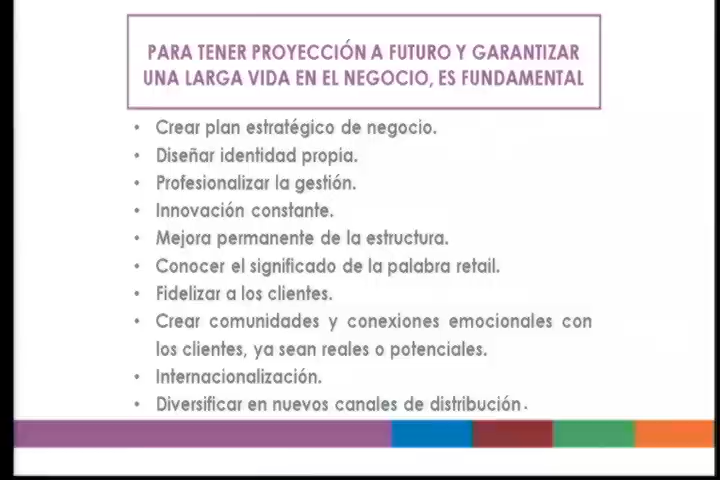 PARA TENER PROYECCIÓN A FUTURO Y GARANTIZAR
UNA LARGA VIDA EN EL NEGOCIO, ES FUNDAMENTAL
• Crear plan estratégico de negocio.
• Diseñar identidad propia.
• Profesionalizar la gestión.
• Innovación constante.
• Mejora permanente de la estructura.
• Conocer el significado de la palabra retail.
• Fidelizar a los clientes.
• Crear comunidades y conexiones emocionales con
los clientes, ya sean reales o potenciales.
• Internacionalización.
• Diversificar en nuevos canales de distribución.